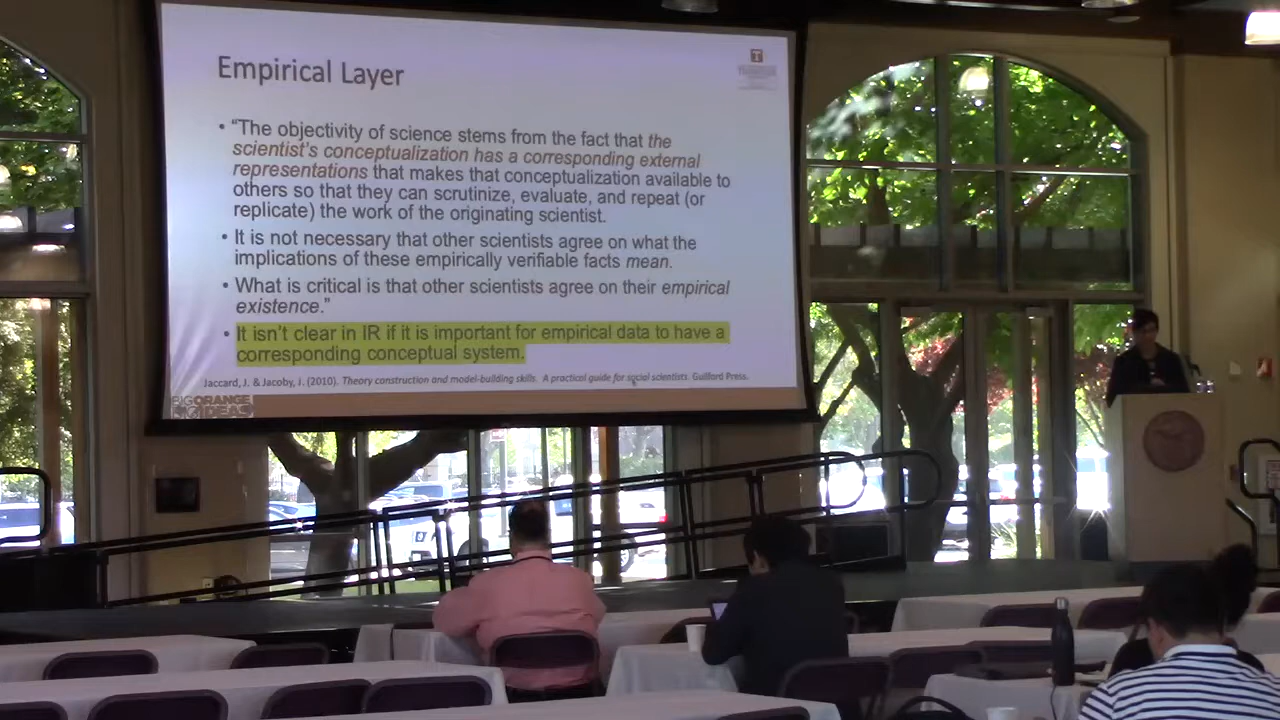 Empirical Layer
• “The objectivity of science stems from the fact that the
scientist’s conceptualization has a corresponding external
representations that makes that conceptualization available to
others so that they can scrutinize, evaluate, and repeat (or
replicate) the work of the originating scientist.
• It is not necessary that other scientists agree on what the
implications of these empirically verifiable facts mean.
• What is critical is that other scientists agree on their empirical
existence.”
• It isn’t clear in IR if it is important for empirical data to have a
corresponding conceptual system.
Jaccard, J. & Jacoby, J. (2010). Theory construction and model-building skills. A practical guide for social scientists. Guilford Press.
BIG ORANGE
BIG IDEAS